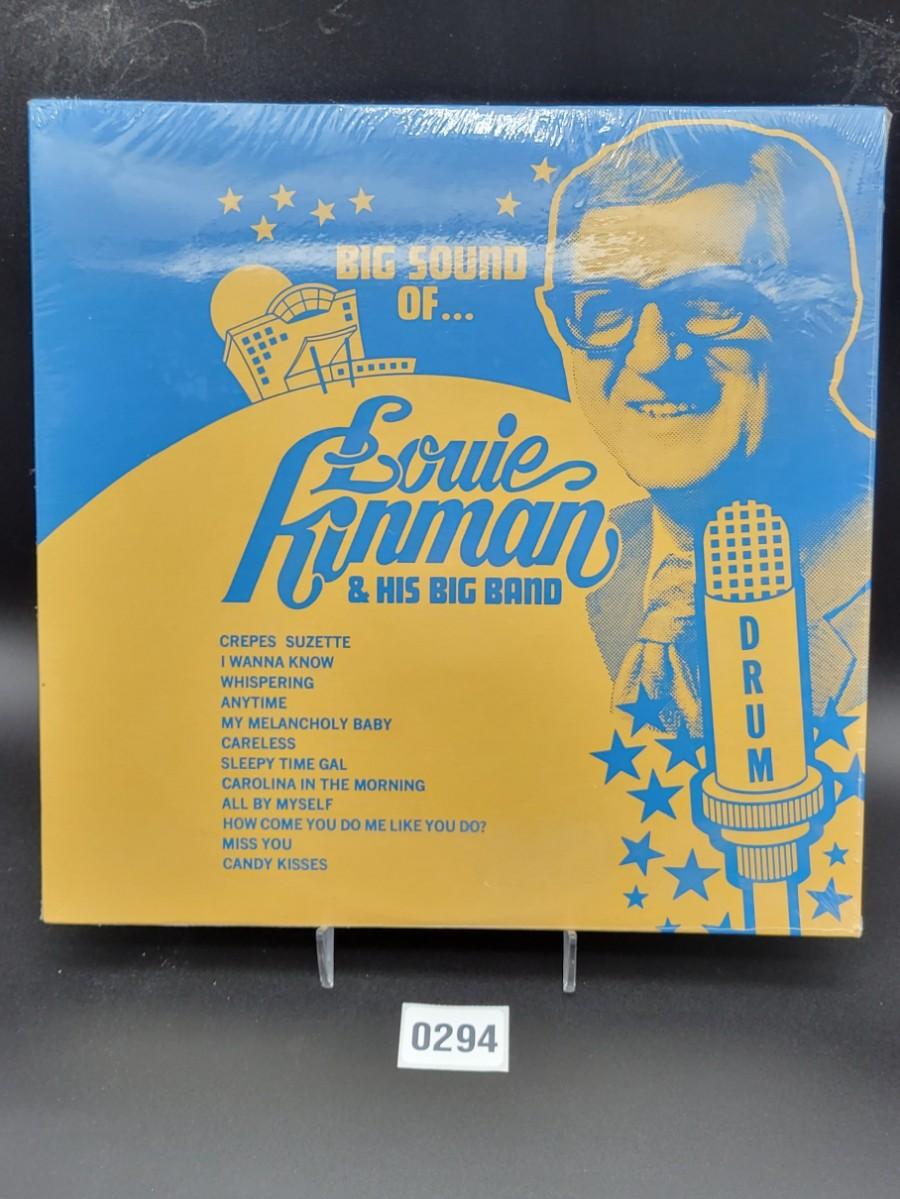 BIG SOUND
OF...
Louie
Kinman
& HIS BIG BAND
CREPES SUZETTE
I WANNA KNOW
WHISPERING
ANYTIME
MY MELANCHOLY BABY
CARELESS
SLEEPY TIME GAL
CAROLINA IN THE MORNING
ALL BY MYSELF
HOW COME YOU DO ME LIKE YOU DO?
MISS YOU
CANDY KISSES
DRUM
0294